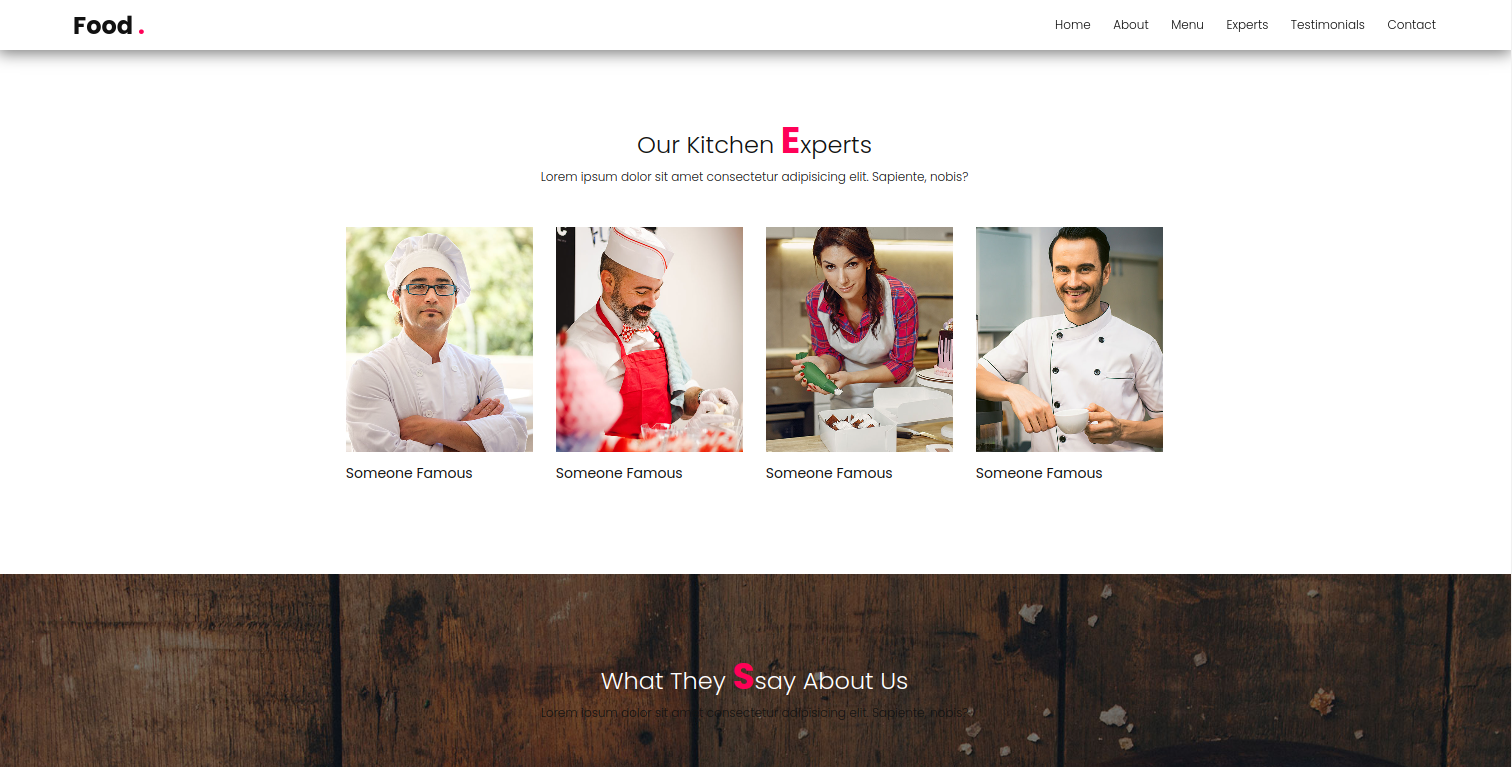 Food .
Home About Menu Experts Testimonials Contact
Our Kitchen Experts
Lorem ipsum dolor sit amet consectetur adipisicing elit. Sapiente, nobis?
Someone Famous Someone Famous Someone Famous Someone Famous
What They Ssay About Us
Lorem ipsum dolor sit amet consectetur adipisicing elit. Sapiente, nobis?